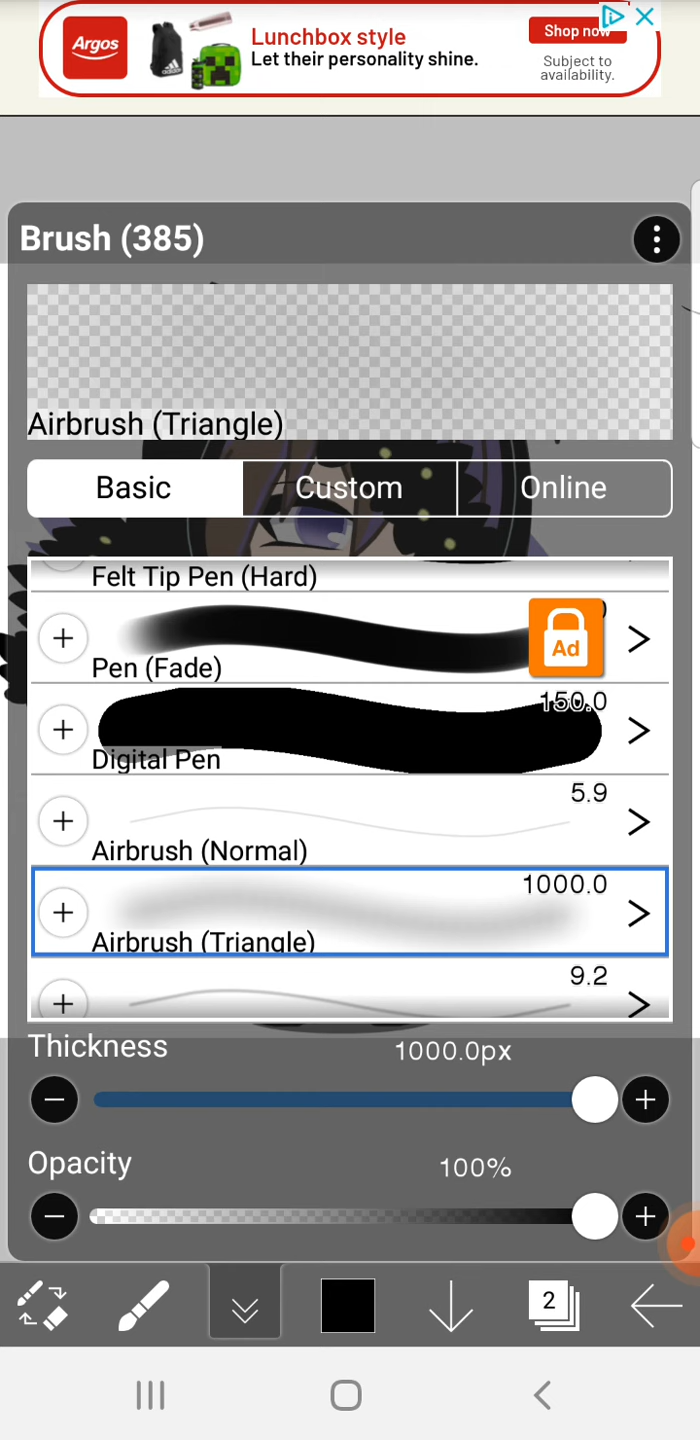 Argos
Lunchbox style
Let their personality shine.
Shop now
Subject to
availability.
Brush (385)
Airbrush (Triangle)
Basic
Custom
Online
Felt Tip Pen (Hard)
Ad
Pen (Fade)
150.0
Digital Pen
5.9
Airbrush (Normal)
1000.0
Airbrush (Triangle)
9.2
Thickness
1000.0px
Opacity
100%
2